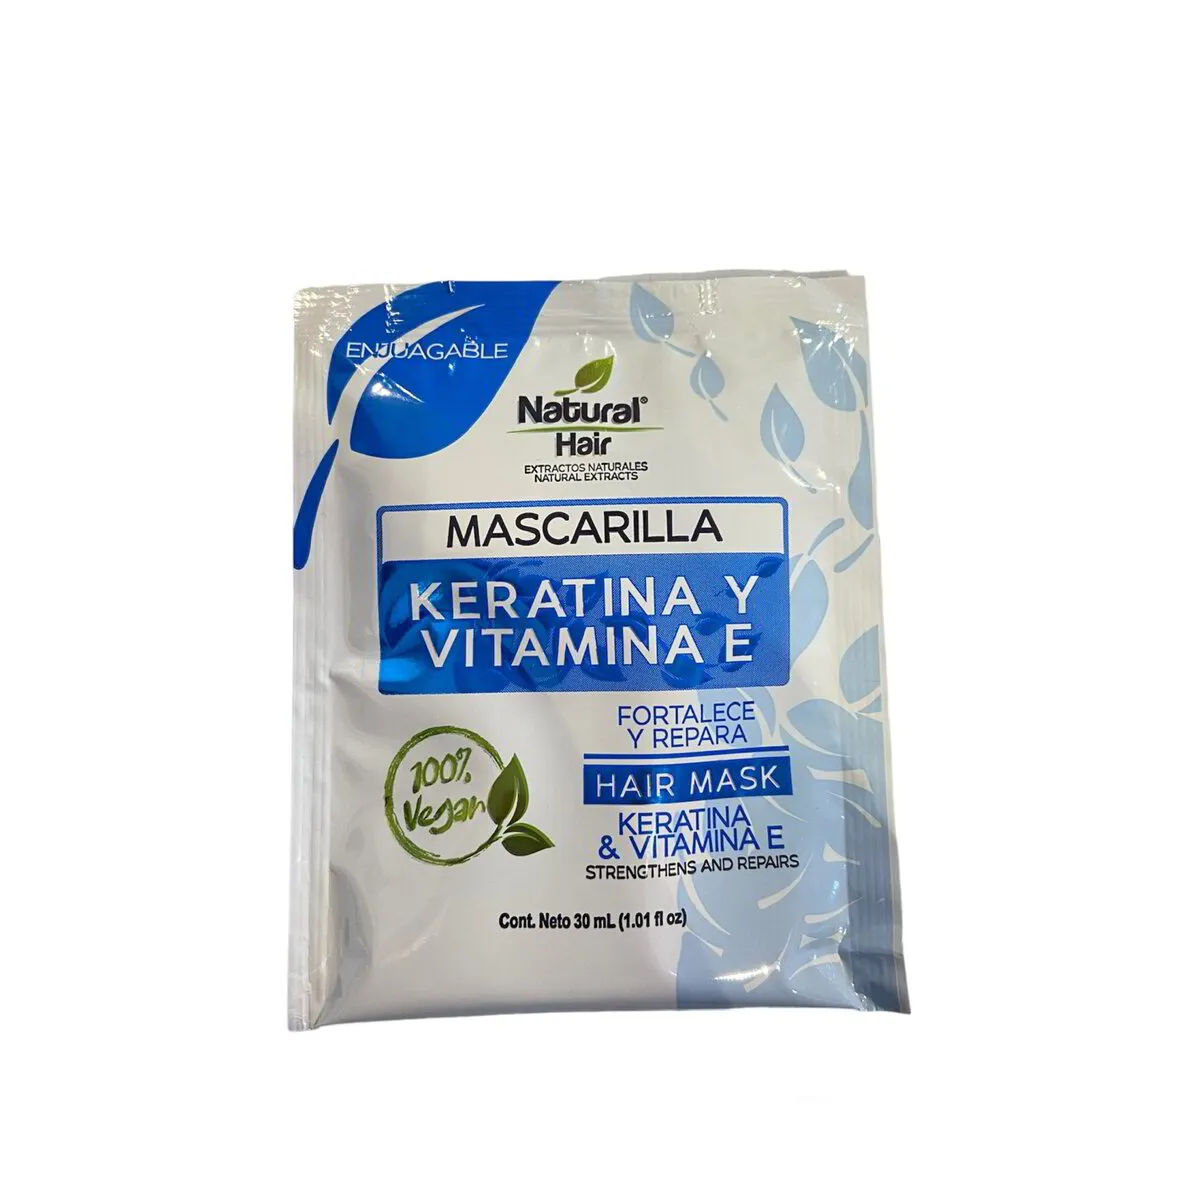 ENJUAGABLE
Natural®
Hair
EXTRACTOS NATURALES
NATURAL EXTRACTS
MASCARILLA
KERATINA Y
VITAMINA E
FORTALECE
Y REPARA
HAIR MASK
KERATINA
& VITAMINA E
STRENGTHENS AND REPAIRS
100%
Vegan
Cont. Neto 30 mL (1.01 fl oz)